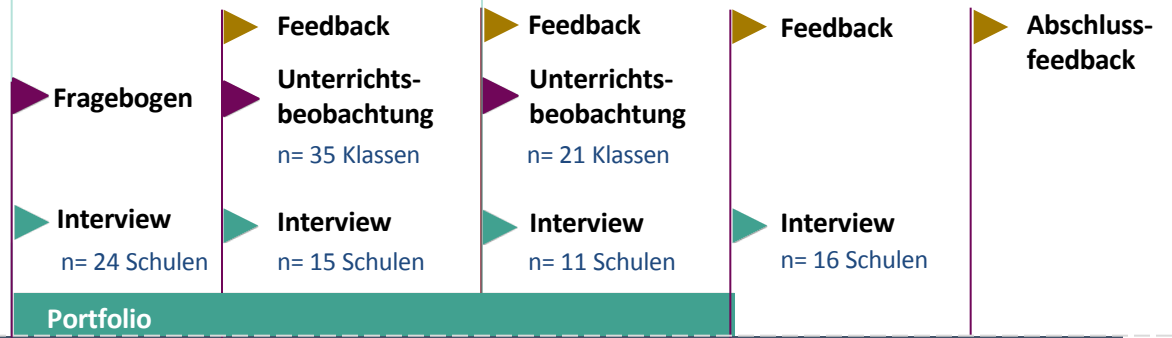 Feedback
Feedback
Feedback
Abschluss-
feedback
Fragebogen
Unterrichts-
beobachtung
n= 35 Klassen
Unterrichts-
beobachtung
n= 21 Klassen
Interview
n= 24 Schulen
Interview
n= 15 Schulen
Interview
n= 11 Schulen
Interview
n= 16 Schulen
Portfolio